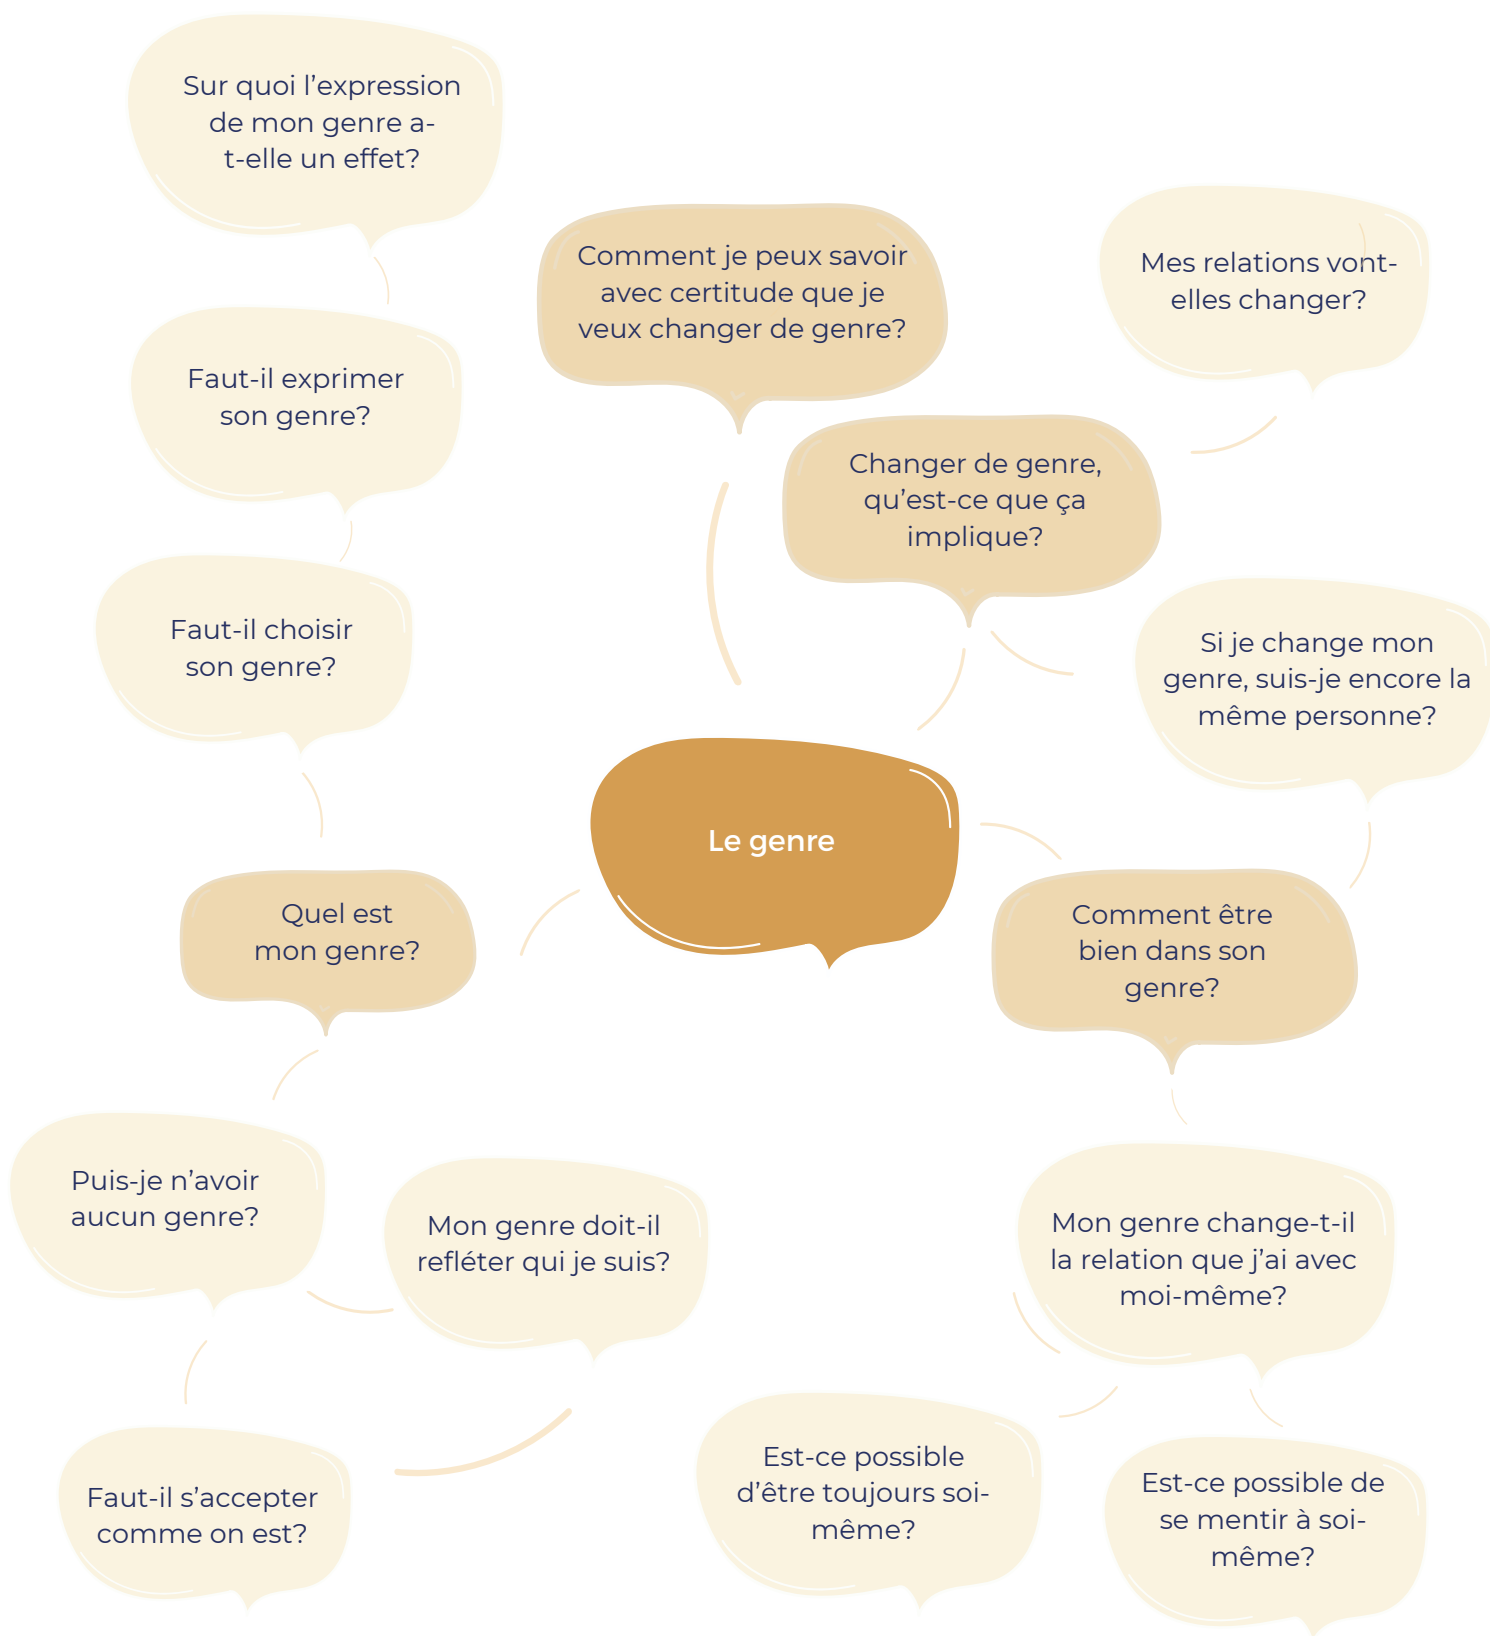 Sur quoi l’expression
de mon genre a-
t-elle un effet?
Comment je peux savoir
avec certitude que je
veux changer de genre?
Mes relations vont-
elles changer?
Faut-il exprimer
son genre?
Changer de genre,
qu’est-ce que ça
implique?
Faut-il choisir
son genre?
Si je change mon
genre, suis-je encore la
même personne?
Le genre
Quel est
mon genre?
Comment être
bien dans son
genre?
Puis-je n’avoir
aucun genre?
Mon genre doit-il
refléter qui je suis?
Mon genre change-t-il
la relation que j’ai avec
moi-même?
Faut-il s’accepter
comme on est?
Est-ce possible
d’être toujours soi-
même?
Est-ce possible de
se mentir à soi-
même?